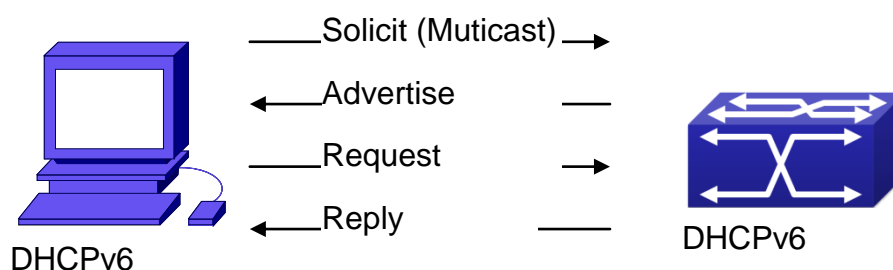 Solicit (Muticast)
Advertise
Request
Reply
DHCPv6
DHCPv6